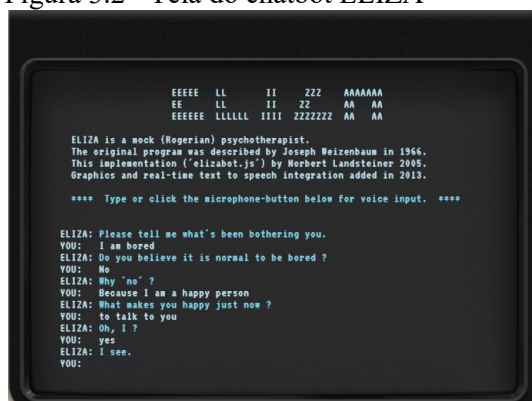 Figura 3.2 - Tela do chatbot ELIZA
EEEEE LL II ZZZ AAAAAAA
EE LL II ZZ AA AA
EEEEEE LLLLLL IIII ZZZZZZZ AA AA
ELIZA is a mock (Rogerian) psychotherapist.
The original program was described by Joseph Weizenbaum in 1966.
This implementation (´elizabot.js´) by Norbert Landsteiner 2005.
Graphics and real-time text to speech integration added in 2013.
**** Type or click the microphone-button below for voice input. ****
ELIZA: Please tell me what´s been bothering you.
YOU: I am bored
ELIZA: Do you believe it is normal to be bored ?
YOU: No
ELIZA: Why ´no´ ?
YOU: Because I am a happy person
ELIZA: What makes you happy just now ?
YOU: to talk to you
ELIZA: Oh, I ?
YOU: yes
ELIZA: I see.
YOU: